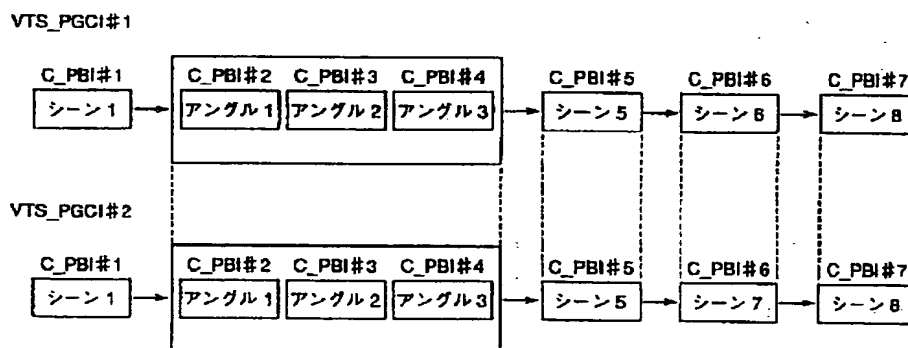 VTS_PGCI#1
C_PBI#1 C_PBI#2 C_PBI#3 C_PBI#4 C_PBI#5 C_PBI#6 C_PBI#7
シーン1 アングル1 アングル2 アングル3 シーン5 シーン6 シーン8
VTS_PGCI#2
C_PBI#1 C_PBI#2 C_PBI#3 C_PBI#4 C_PBI#5 C_PBI#6 C_PBI#7
シーン1 アングル1 アングル2 アングル3 シーン5 シーン7 シーン8